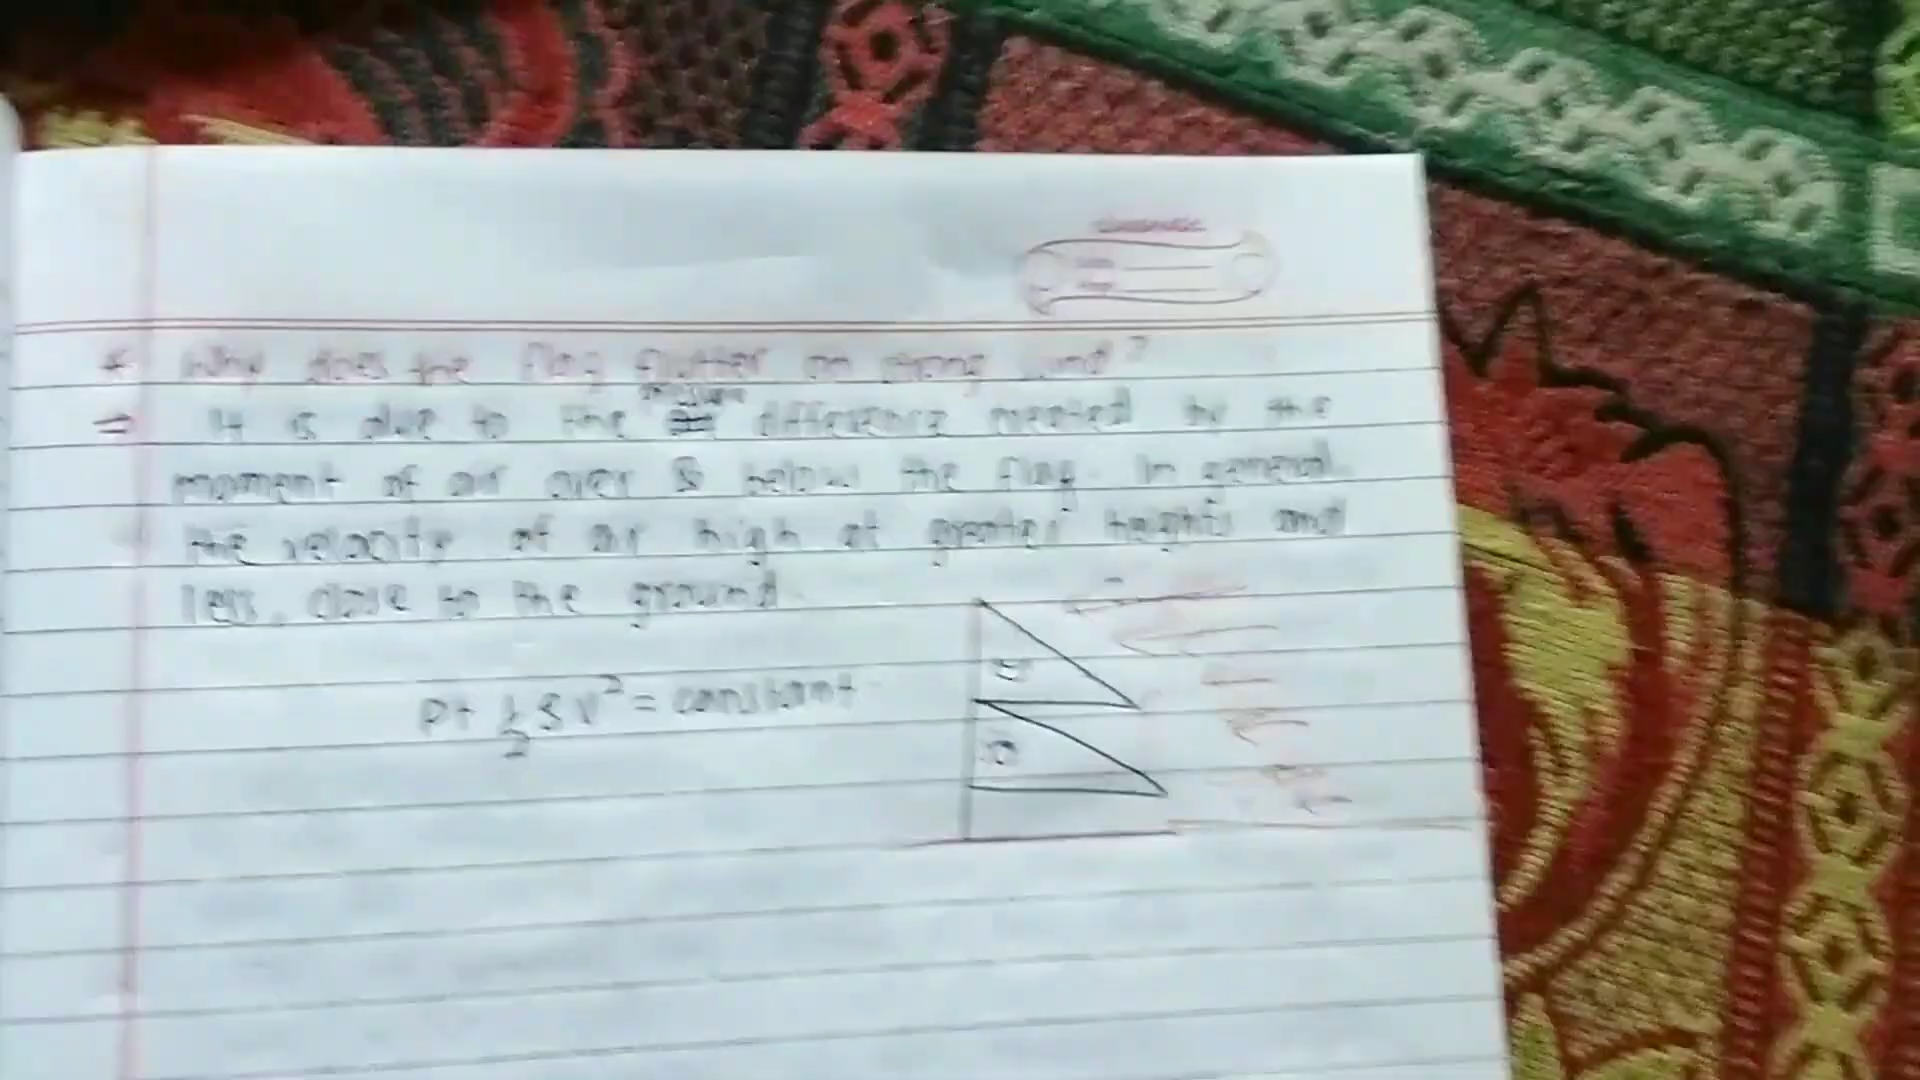 * Why does the flag flutter on strong wind?
pressure
= It is due to the difference created by the
moment of air over & below the flag. In general
the velocity of air high at greater heights and
less, close to the ground.
P + 1/2 ρ v² = constant